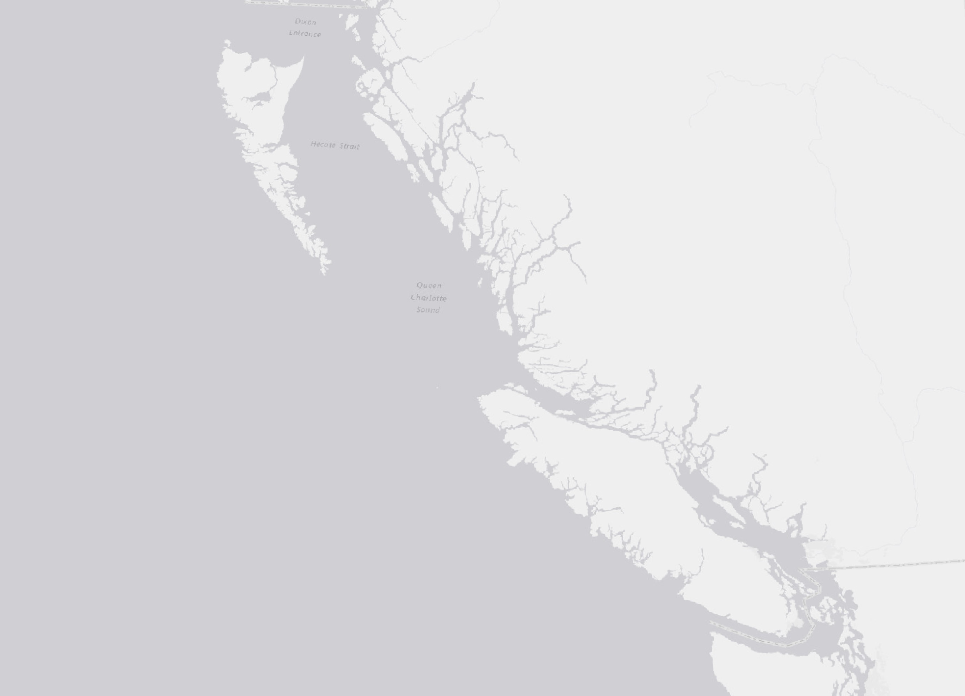 Dixon
Entrance
Hecate Strait
Queen
Charlotte
Sound